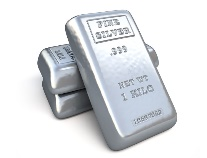 FINE
SILVER
.999
NET WT
1 KILO